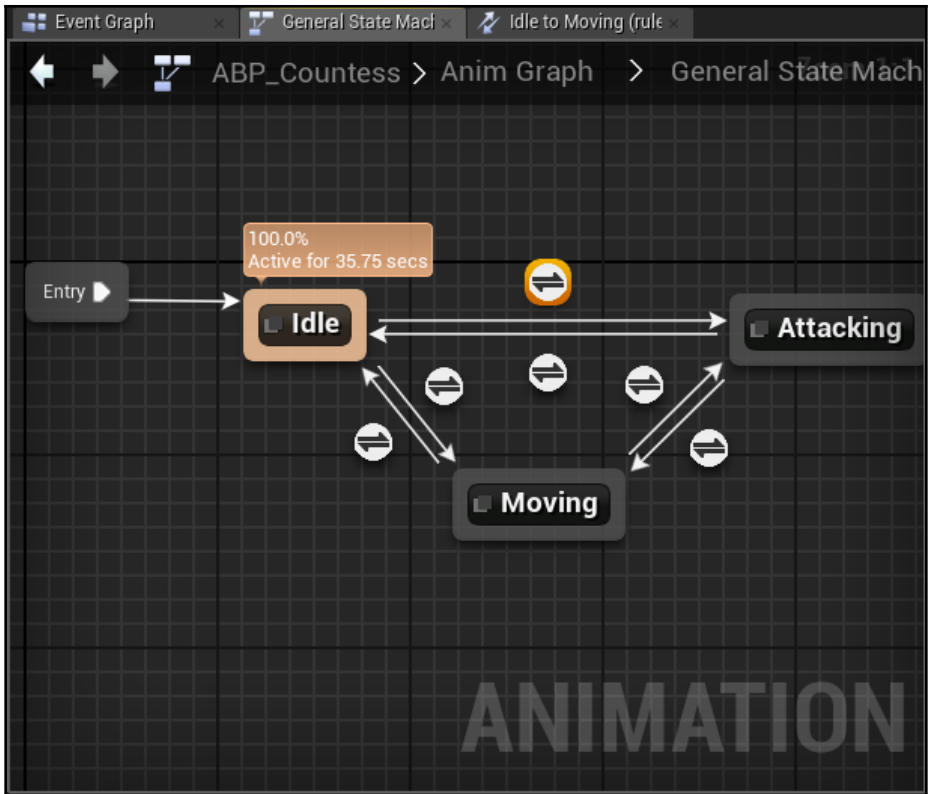 Event Graph
General State Macl
Idle to Moving (rule
ABP_Countess > Anim Graph > General State Mach
100.0%
Active for 35.75 secs
Entry
Idle
Attacking
Moving
ANIMATION